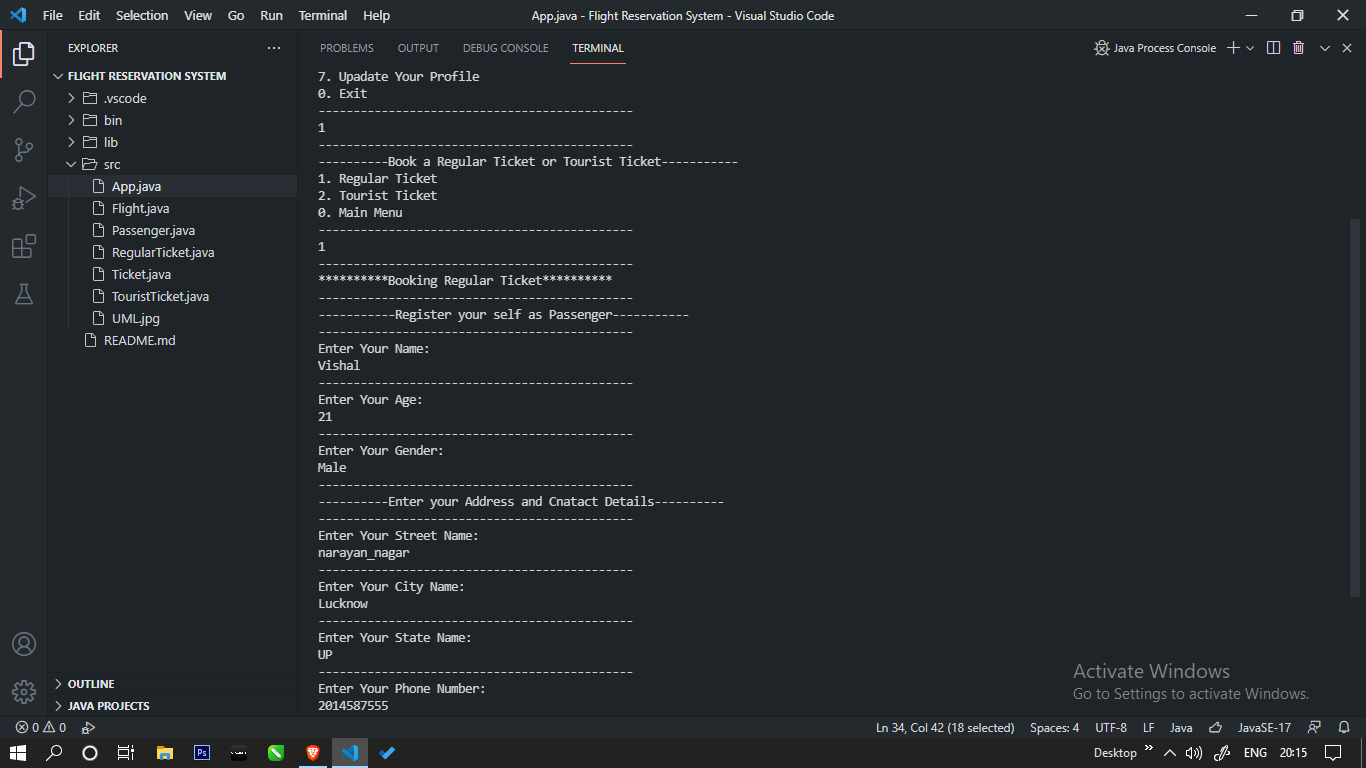 File Edit Selection View Go Run Terminal Help
App.java - Flight Reservation System - Visual Studio Code
EXPLORER
FLIGHT RESERVATION SYSTEM
.vscode
bin
lib
src
App.java
Flight.java
Passenger.java
RegularTicket.java
Ticket.java
TouristTicket.java
UML.jpg
README.md
OUTLINE
JAVA PROJECTS
PROBLEMS OUTPUT DEBUG CONSOLE TERMINAL
Java Process Console
7. Upadate Your Profile
0. Exit
---------------------------------------------
1
---------------------------------------------
----------Book a Regular Ticket or Tourist Ticket-----------
1. Regular Ticket
2. Tourist Ticket
0. Main Menu
---------------------------------------------
1
---------------------------------------------
**********Booking Regular Ticket**********
---------------------------------------------
-----------Register your self as Passenger-----------
---------------------------------------------
Enter Your Name:
Vishal
---------------------------------------------
Enter Your Age:
21
---------------------------------------------
Enter Your Gender:
Male
---------------------------------------------
----------Enter your Address and Cnatact Details----------
---------------------------------------------
Enter Your Street Name:
narayan_nagar
---------------------------------------------
Enter Your City Name:
Lucknow
---------------------------------------------
Enter Your State Name:
UP
---------------------------------------------
Enter Your Phone Number:
2014587555
Activate Windows
Go to Settings to activate Windows.
0 0
Ln 34, Col 42 (18 selected) Spaces: 4 UTF-8 LF Java JavaSE-17
Ps
Desktop ENG 20:15